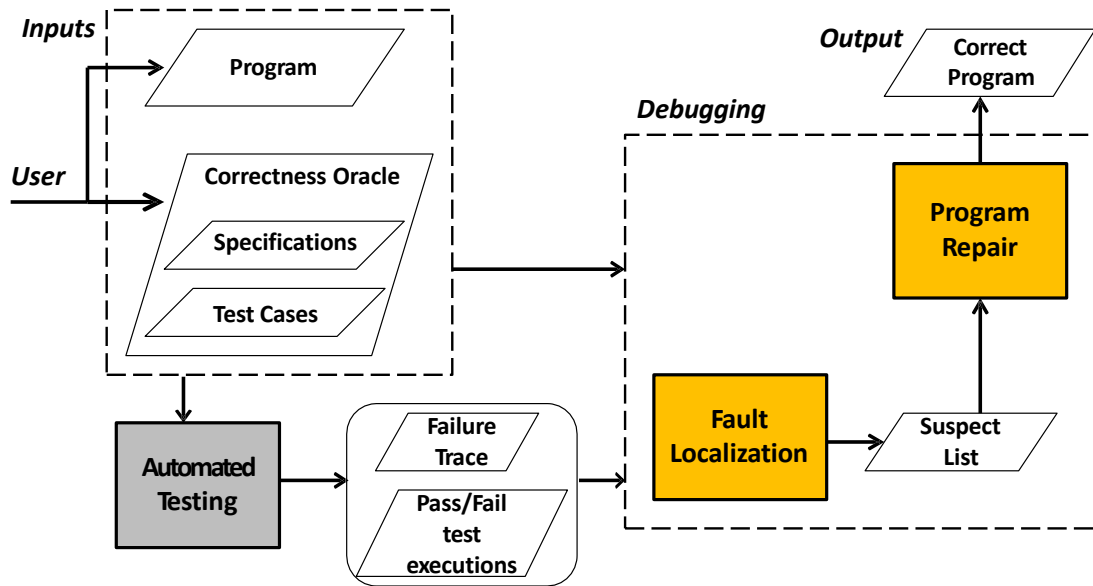 Inputs
Program
User
Correctness Oracle
Specifications
Test Cases
Automated
Testing
Failure
Trace
Pass/Fail
test
executions
Debugging
Fault
Localization
Suspect
List
Program
Repair
Output
Correct
Program